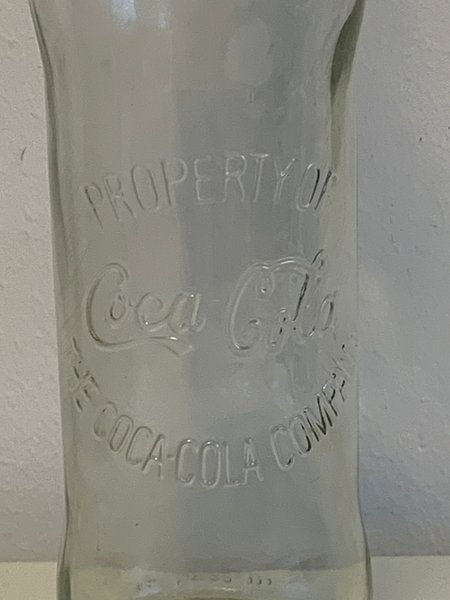 PROPERTY OF
Coca Cola
THE COCA-COLA COMPANY